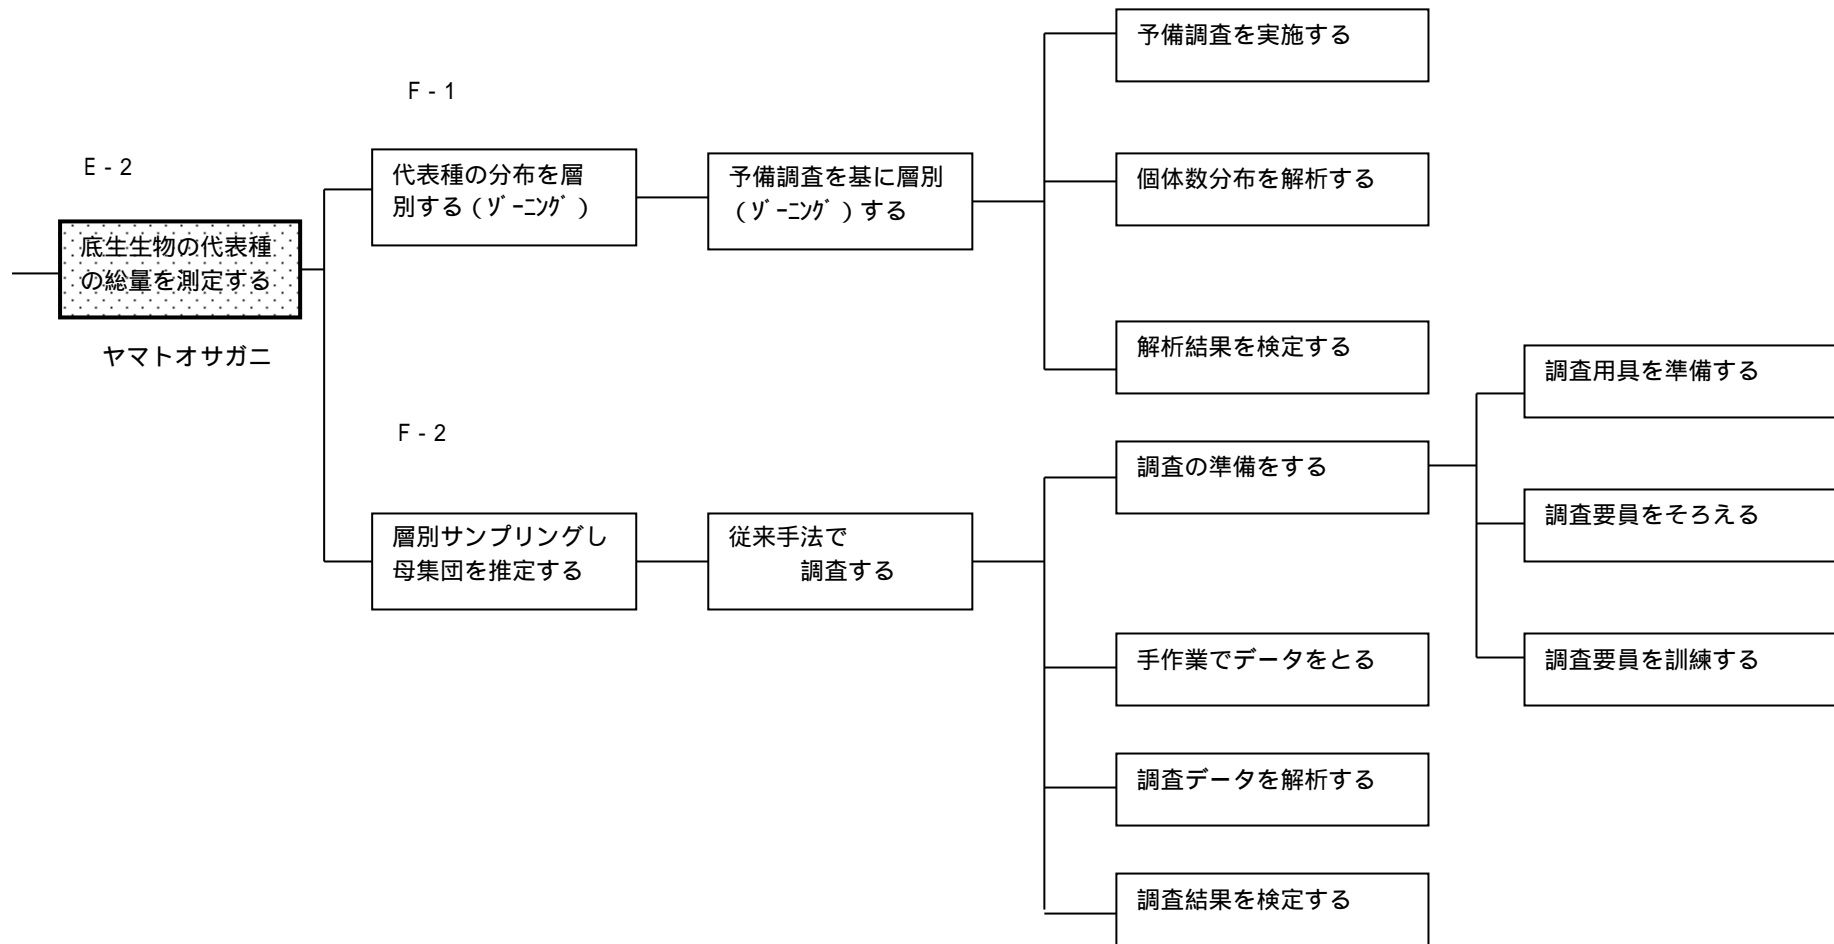 予備調査を実施する
F - 1
E - 2
代表種の分布を層
別する（ｿﾞｰﾆﾝｸﾞ）
予備調査を基に層別
（ｿﾞｰﾆﾝｸﾞ）する
個体数分布を解析する
底生生物の代表種
の総量を測定する
ヤマトオサガニ
解析結果を検定する
調査用具を準備する
F - 2
調査の準備をする
調査要員をそろえる
層別サンプリングし
母集団を推定する
従来手法で
調査する
手作業でデータをとる
調査要員を訓練する
調査データを解析する
調査結果を検定する